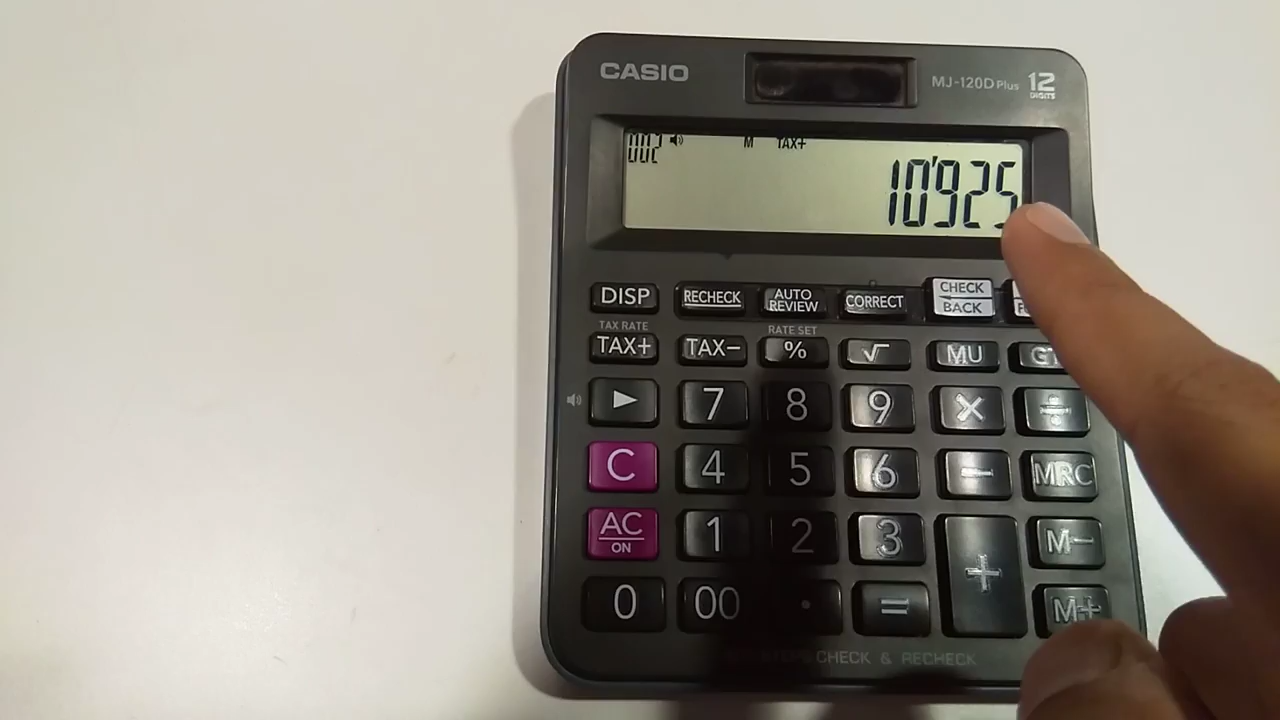 CASIO
MJ-120D Plus 12 DIGITS
002 M TAX+
10'925
DISP RECHECK AUTO REVIEW CORRECT CHECK BACK
TAX RATE RATE SET
TAX+ TAX− % √ MU
7 8 9 × ÷
C 4 5 6 − MRC
AC ON 1 2 3 + M−
0 00 · = M+
CHECK & RECHECK